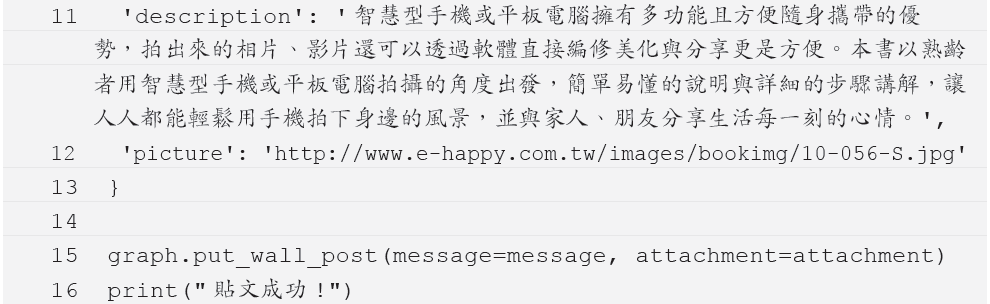 11 'description': '智慧型手機或平板電腦擁有多功能且方便隨身攜帶的優
勢，拍出來的相片、影片還可以透過軟體直接編修美化與分享更是方便。本書以熟齡
者用智慧型手機或平板電腦拍攝的角度出發，簡單易懂的說明與詳細的步驟講解，讓
人人都能輕鬆用手機拍下身邊的風景，並與家人、朋友分享生活每一刻的心情。',
12 'picture': 'http://www.e-happy.com.tw/images/bookimg/10-056-S.jpg'
13 }
14
15 graph.put_wall_post(message=message, attachment=attachment)
16 print("貼文成功!")